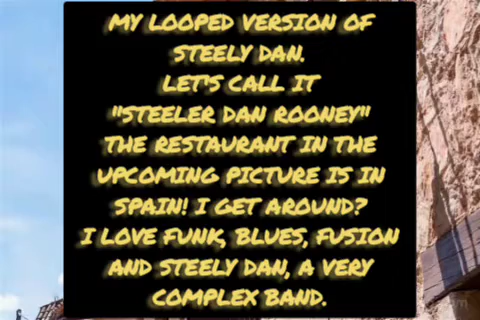 MY LOOPED VERSION OF
STEELY DAN.
LET'S CALL IT
"STEELER DAN ROONEY"
THE RESTAURANT IN THE
UPCOMING PICTURE IS IN
SPAIN! I GET AROUND?
I LOVE FUNK, BLUES, FUSION
AND STEELY DAN, A VERY
COMPLEX BAND.